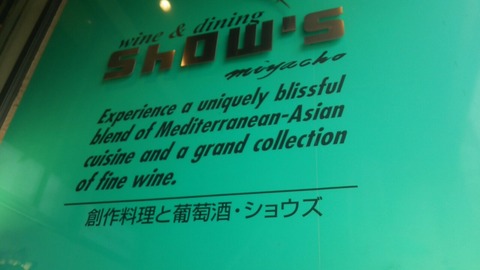 wine & dining
ShOW'S
miyacho
Experience a uniquely blissful
blend of Mediterranean-Asian
cuisine and a grand collection
of fine wine.
創作料理と葡萄酒・ショウズ